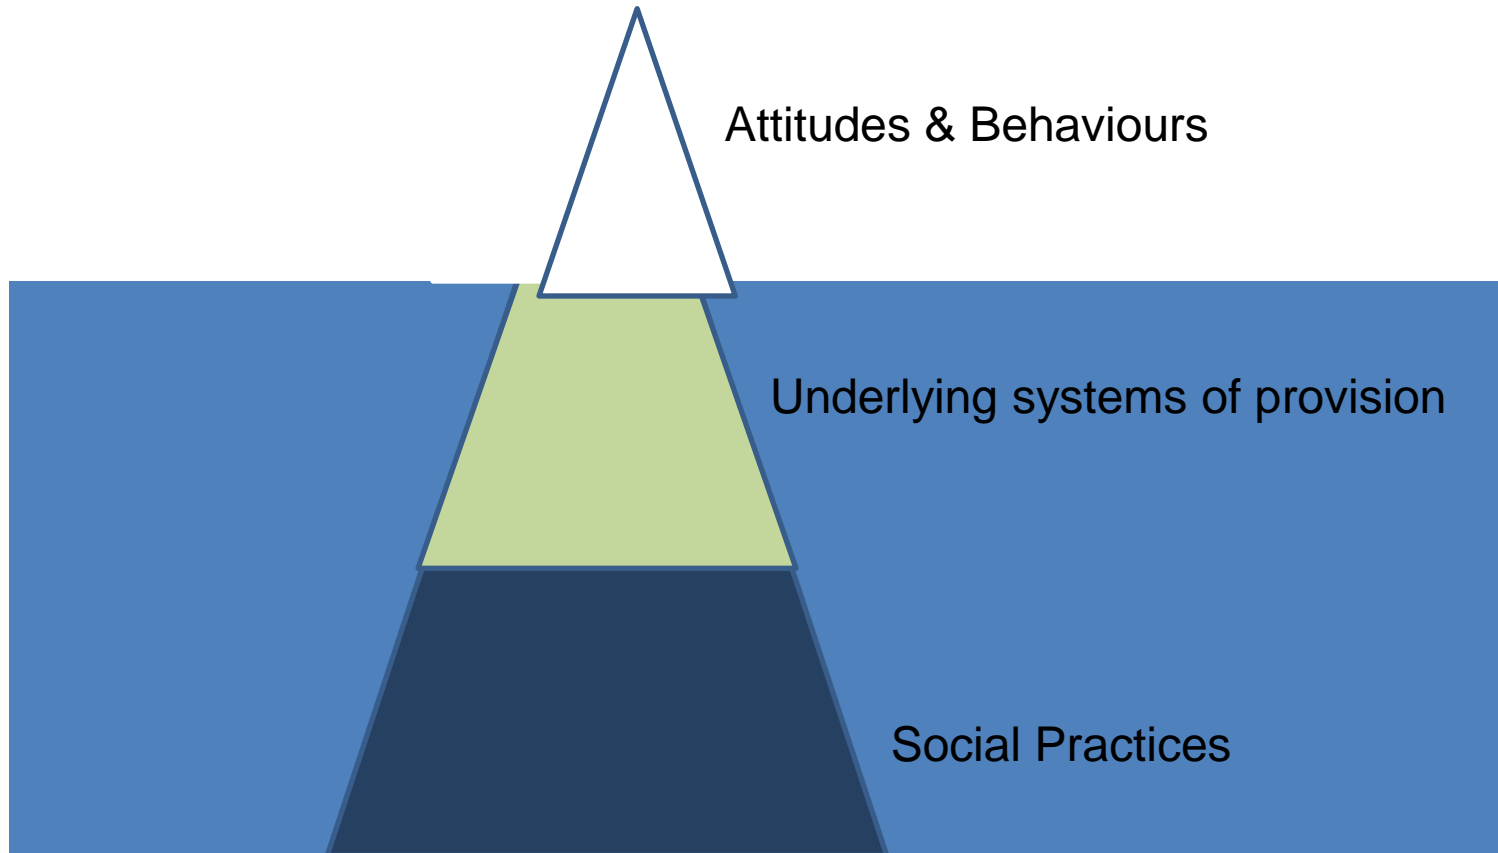 Attitudes & Behaviours
Underlying systems of provision
Social Practices